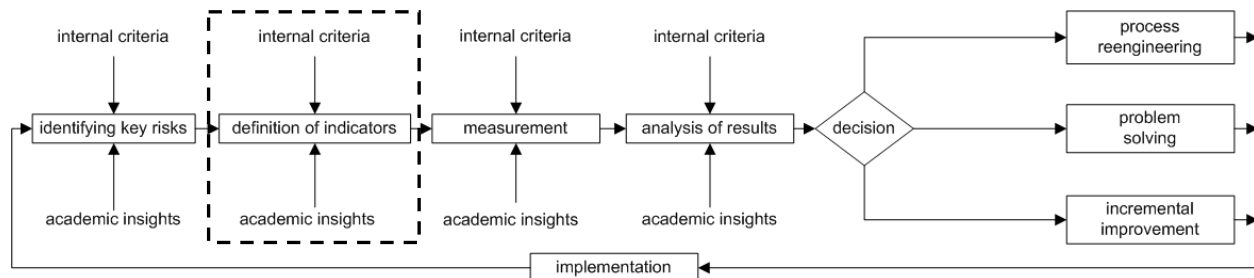 internal criteria
internal criteria
internal criteria
internal criteria
process
reengineering
identifying key risks
definition of indicators
measurement
analysis of results
decision
problem
solving
academic insights
academic insights
academic insights
academic insights
incremental
improvement
implementation